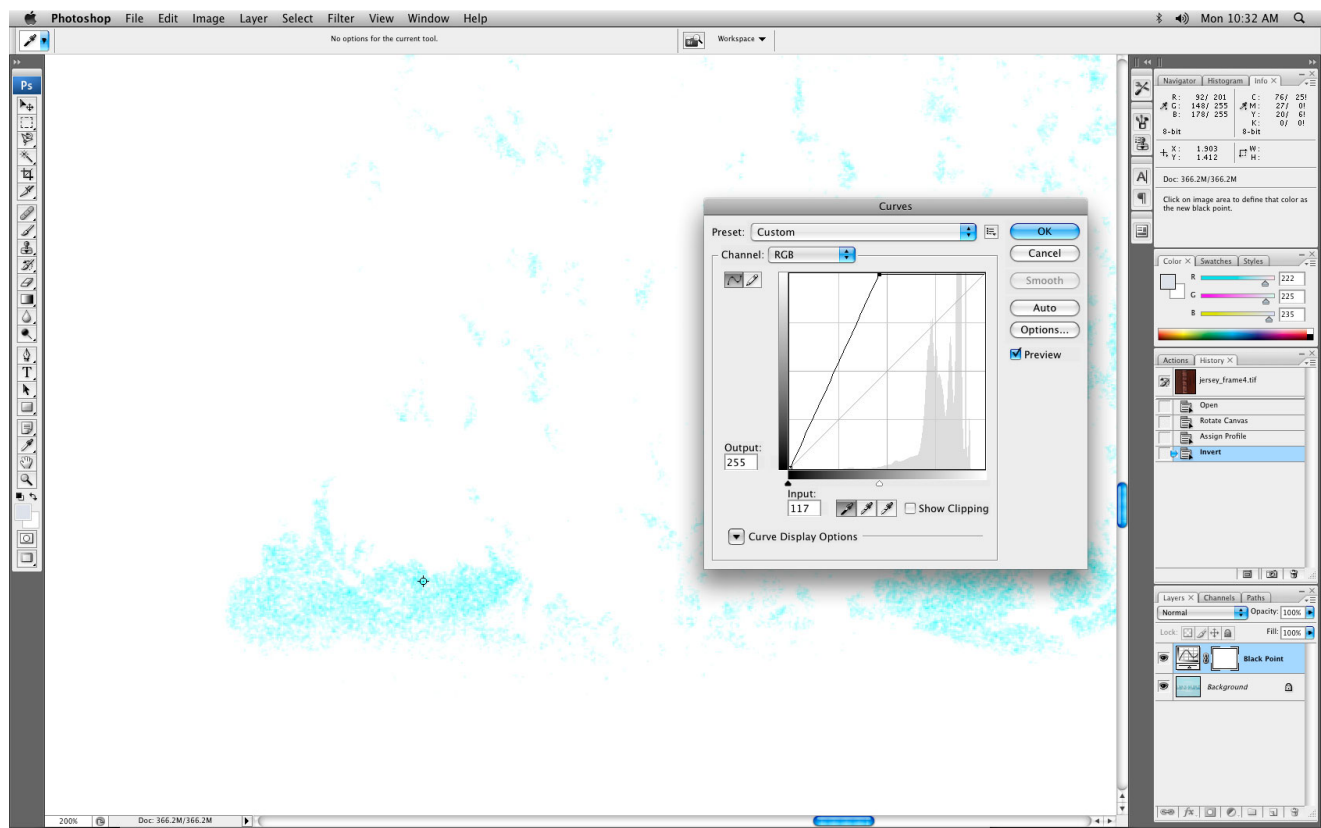 Photoshop File Edit Image Layer Select Filter View Window Help
Mon 10:32 AM
No options for the current tool.
Workspace
Ps
T
A
Navigator Histogram Info ×
R: 92/ 201 C: 76/ 25!
G: 148/ 255 M: 27/ 0!
B: 178/ 255 Y: 20/ 6!
K: 0/ 0!
8-bit 8-bit
X: 1.903 W:
Y: 1.412 H:
Doc: 366.2M/366.2M
Click on image area to define that color as
the new black point.
Color × Swatches Styles
R 222
G 225
B 235
Actions History ×
jersey_frame4.tif
Open
Rotate Canvas
Assign Profile
Invert
Layers × Channels Paths
Normal Opacity: 100%
Lock: Fill: 100%
Black Point
Background
Curves
Preset: Custom
Channel: RGB
OK
Cancel
Smooth
Auto
Options...
Preview
Output:
255
Input:
117
Show Clipping
Curve Display Options
200% Doc: 366.2M/366.2M